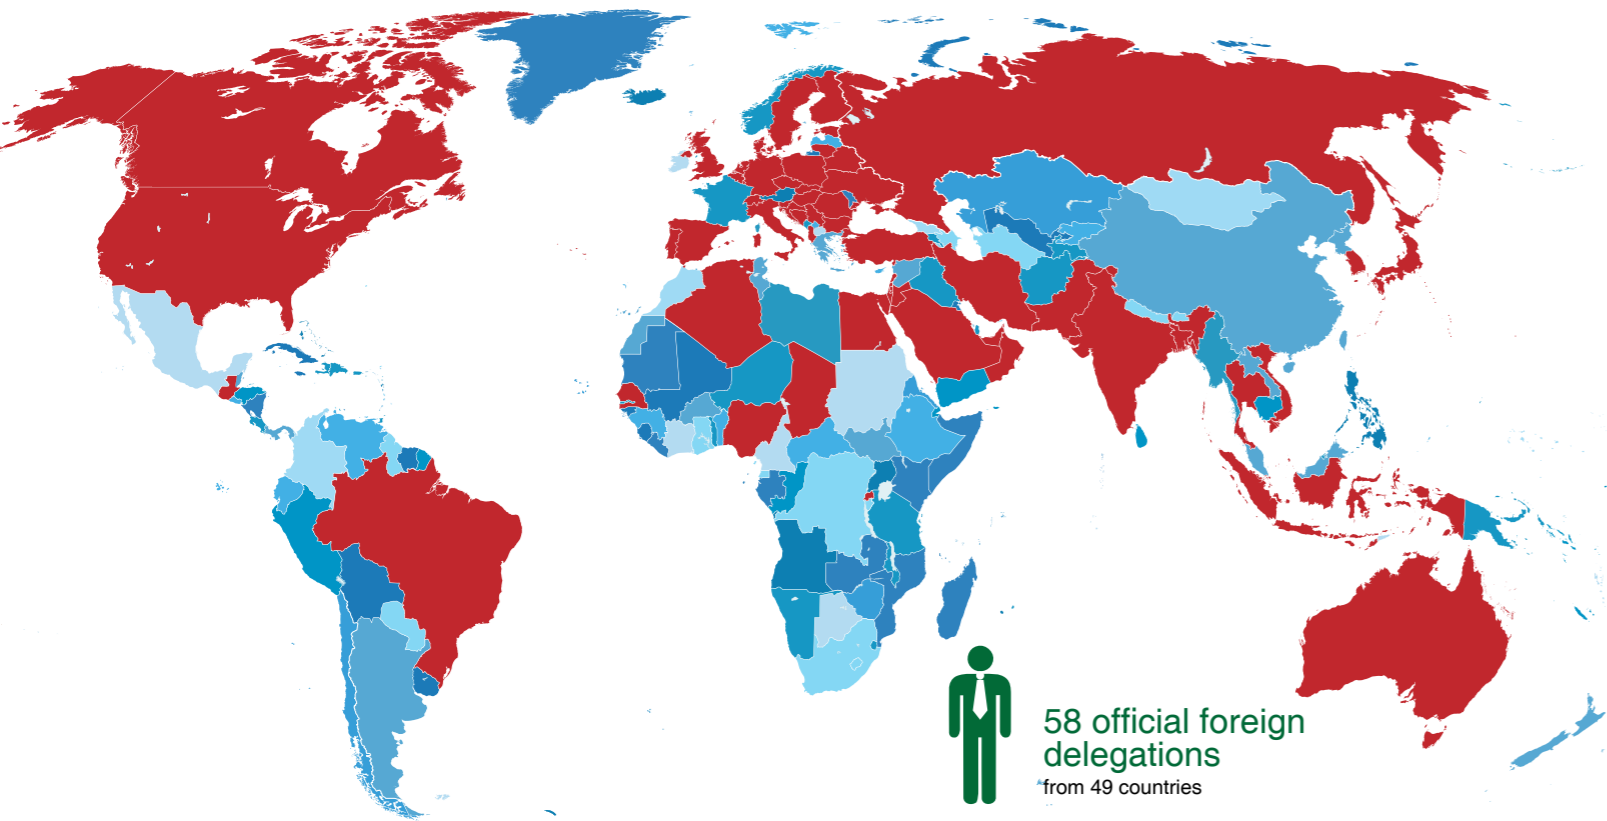 58 official foreign
delegations
from 49 countries